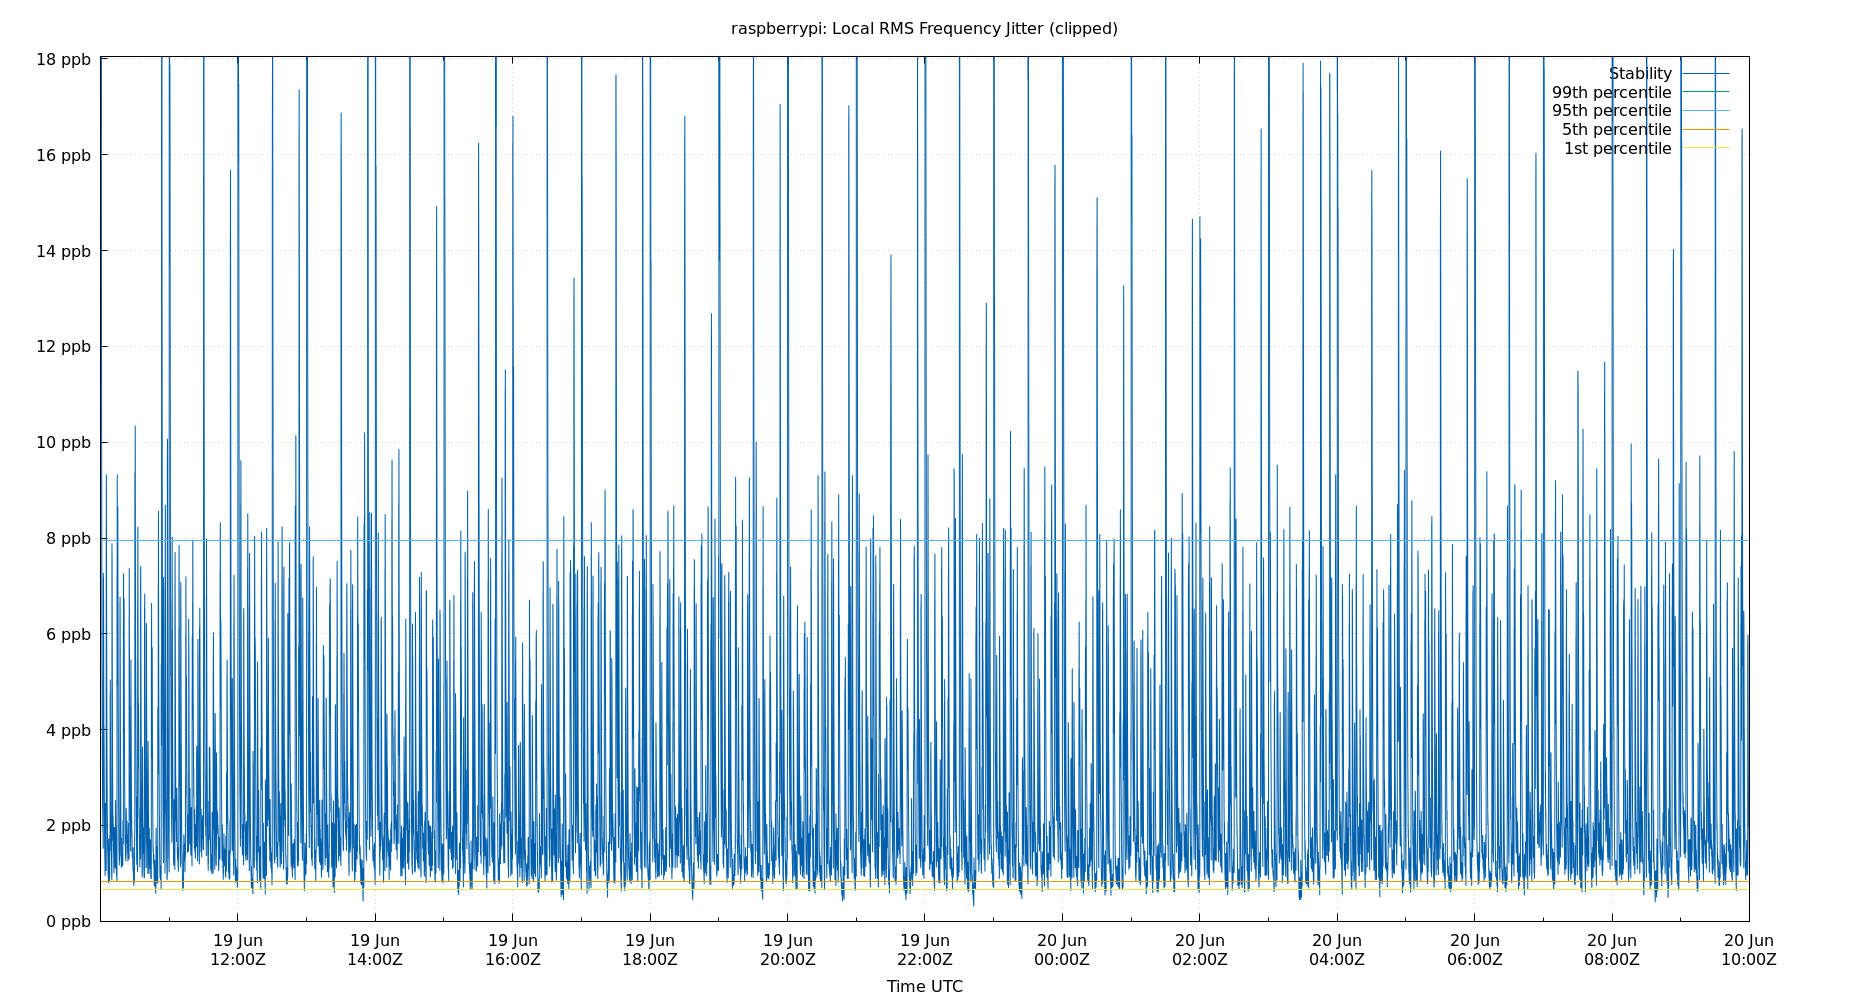 raspberrypi: Local RMS Frequency Jitter (clipped)
18 ppb
16 ppb
14 ppb
12 ppb
10 ppb
8 ppb
6 ppb
4 ppb
2 ppb
0 ppb
Stability
99th percentile
95th percentile
5th percentile
1st percentile
19 Jun 19 Jun 19 Jun 19 Jun 19 Jun 19 Jun 20 Jun 20 Jun 20 Jun 20 Jun 20 Jun 20 Jun
12:00Z 14:00Z 16:00Z 18:00Z 20:00Z 22:00Z 00:00Z 02:00Z 04:00Z 06:00Z 08:00Z 10:00Z
Time UTC